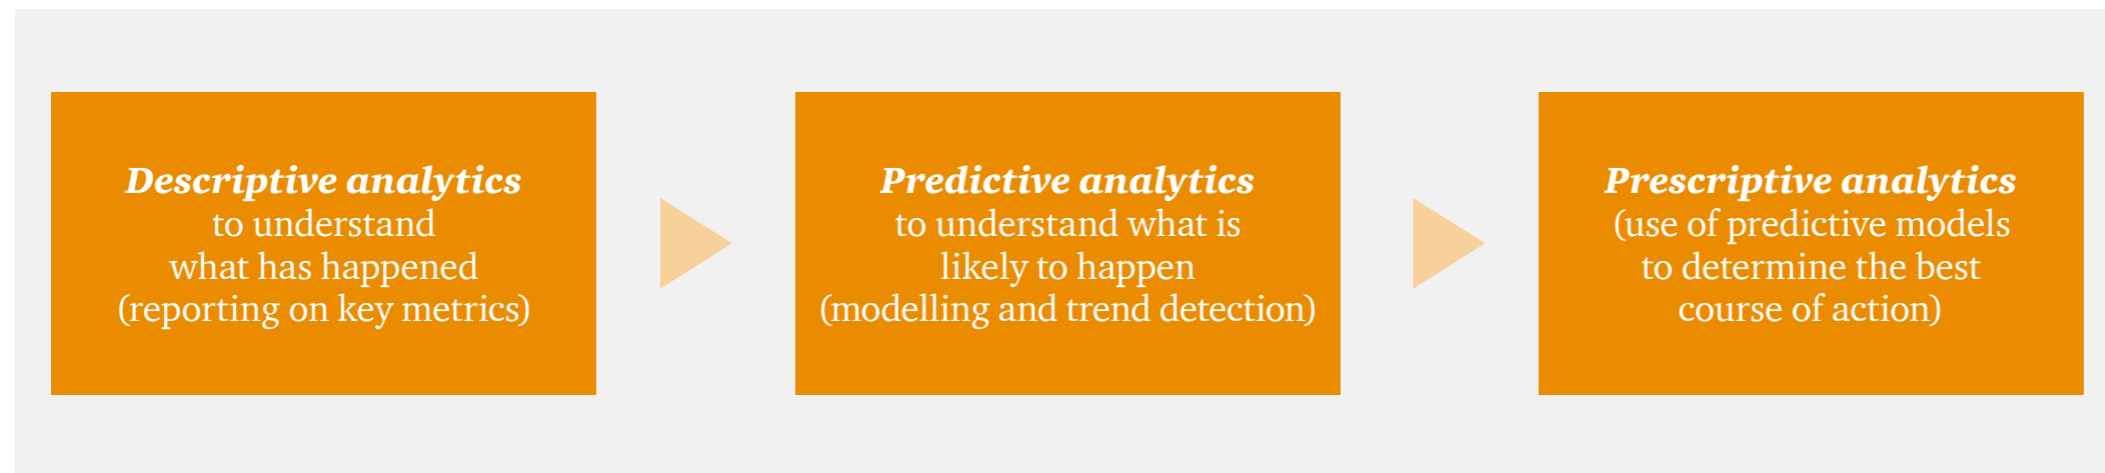 Descriptive analytics
to understand
what has happened
(reporting on key metrics)
Predictive analytics
to understand what is
likely to happen
(modelling and trend detection)
Prescriptive analytics
(use of predictive models
to determine the best
course of action)